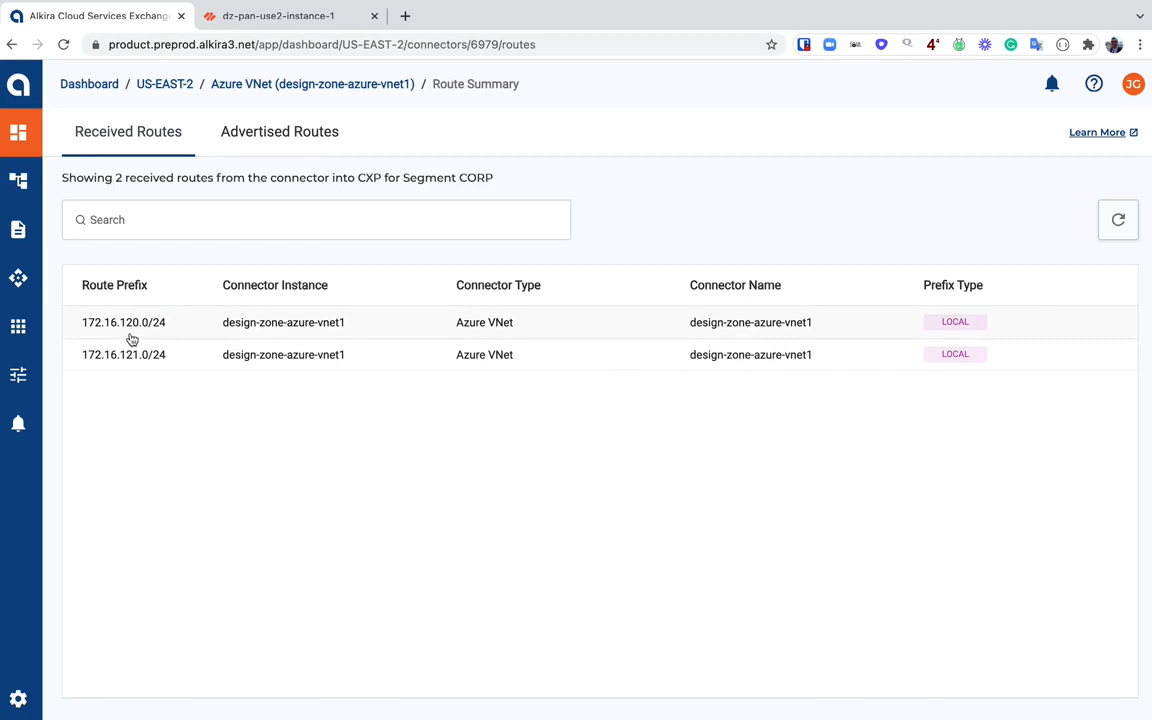 Alkira Cloud Services Exchang
dz-pan-use2-instance-1
product.preprod.alkira3.net/app/dashboard/US-EAST-2/connectors/6979/routes
Dashboard / US-EAST-2 / Azure VNet (design-zone-azure-vnet1) / Route Summary
JG
Received Routes
Advertised Routes
Learn More
Showing 2 received routes from the connector into CXP for Segment CORP
Search
Route Prefix Connector Instance Connector Type Connector Name Prefix Type
172.16.120.0/24 design-zone-azure-vnet1 Azure VNet design-zone-azure-vnet1 LOCAL
172.16.121.0/24 design-zone-azure-vnet1 Azure VNet design-zone-azure-vnet1 LOCAL